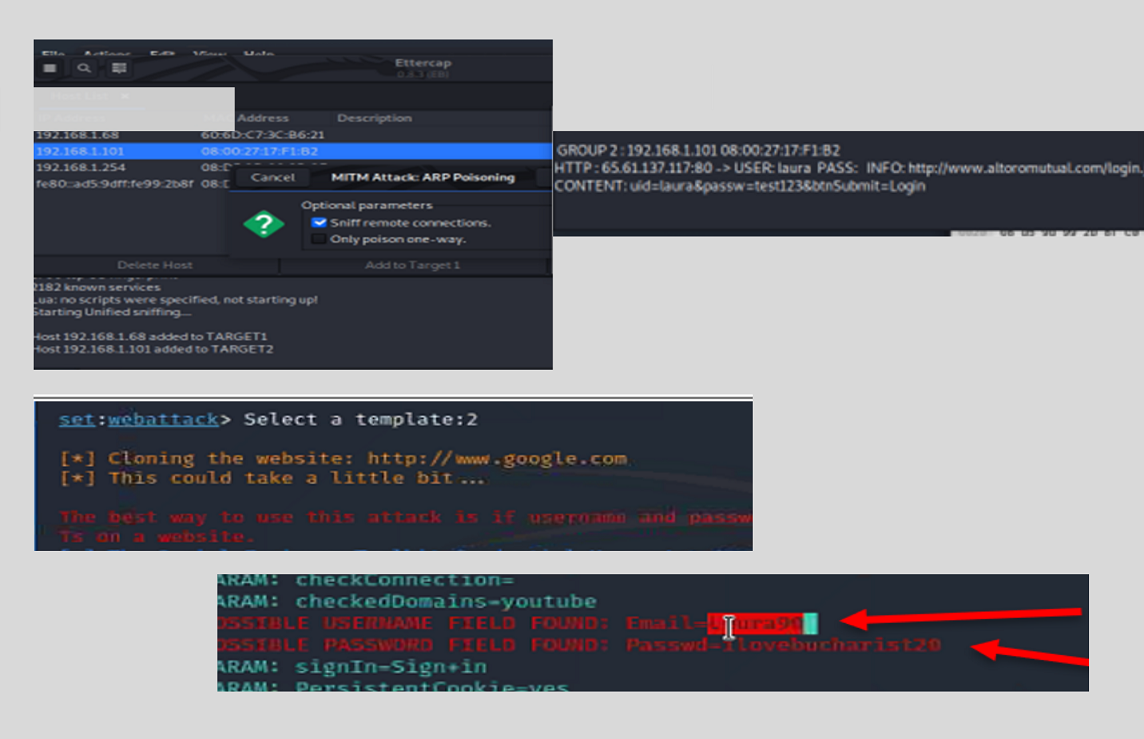 File Actions Edit View Help
Ettercap
0.8.3 (EB)
Address Description
192.168.1.68 60:6D:C7:3C:B6:21
192.168.1.101 08:00:27:17:F1:B2
192.168.1.254 08:
fe80::ad5:9dff:fe99:2b8f 08:
Cancel MITM Attack: ARP Poisoning
Optional parameters
Sniff remote connections.
Only poison one-way.
Delete Host Add to Target 1
2182 known services
Lua: no scripts were specified, not starting up!
Starting Unified sniffing...
Host 192.168.1.68 added to TARGET1
Host 192.168.1.101 added to TARGET2
GROUP 2 : 192.168.1.101 08:00:27:17:F1:B2
HTTP : 65.61.137.117:80 -> USER: laura PASS: INFO: http://www.altoromutual.com/login.
CONTENT: uid=laura&passw=test123&btnSubmit=Login
set:webattack> Select a template:2
[*] Cloning the website: http://www.google.com
[*] This could take a little bit...
The best way to use this attack is if username and passw
Ts on a website.
ARAM: checkConnection=
ARAM: checkedDomains=youtube
OSSIBLE USERNAME FIELD FOUND: Email=
OSSIBLE PASSWORD FIELD FOUND: Passwd=ilovebucharist20
ARAM: signIn=Sign+in
ARAM: PersistentCookie=yes